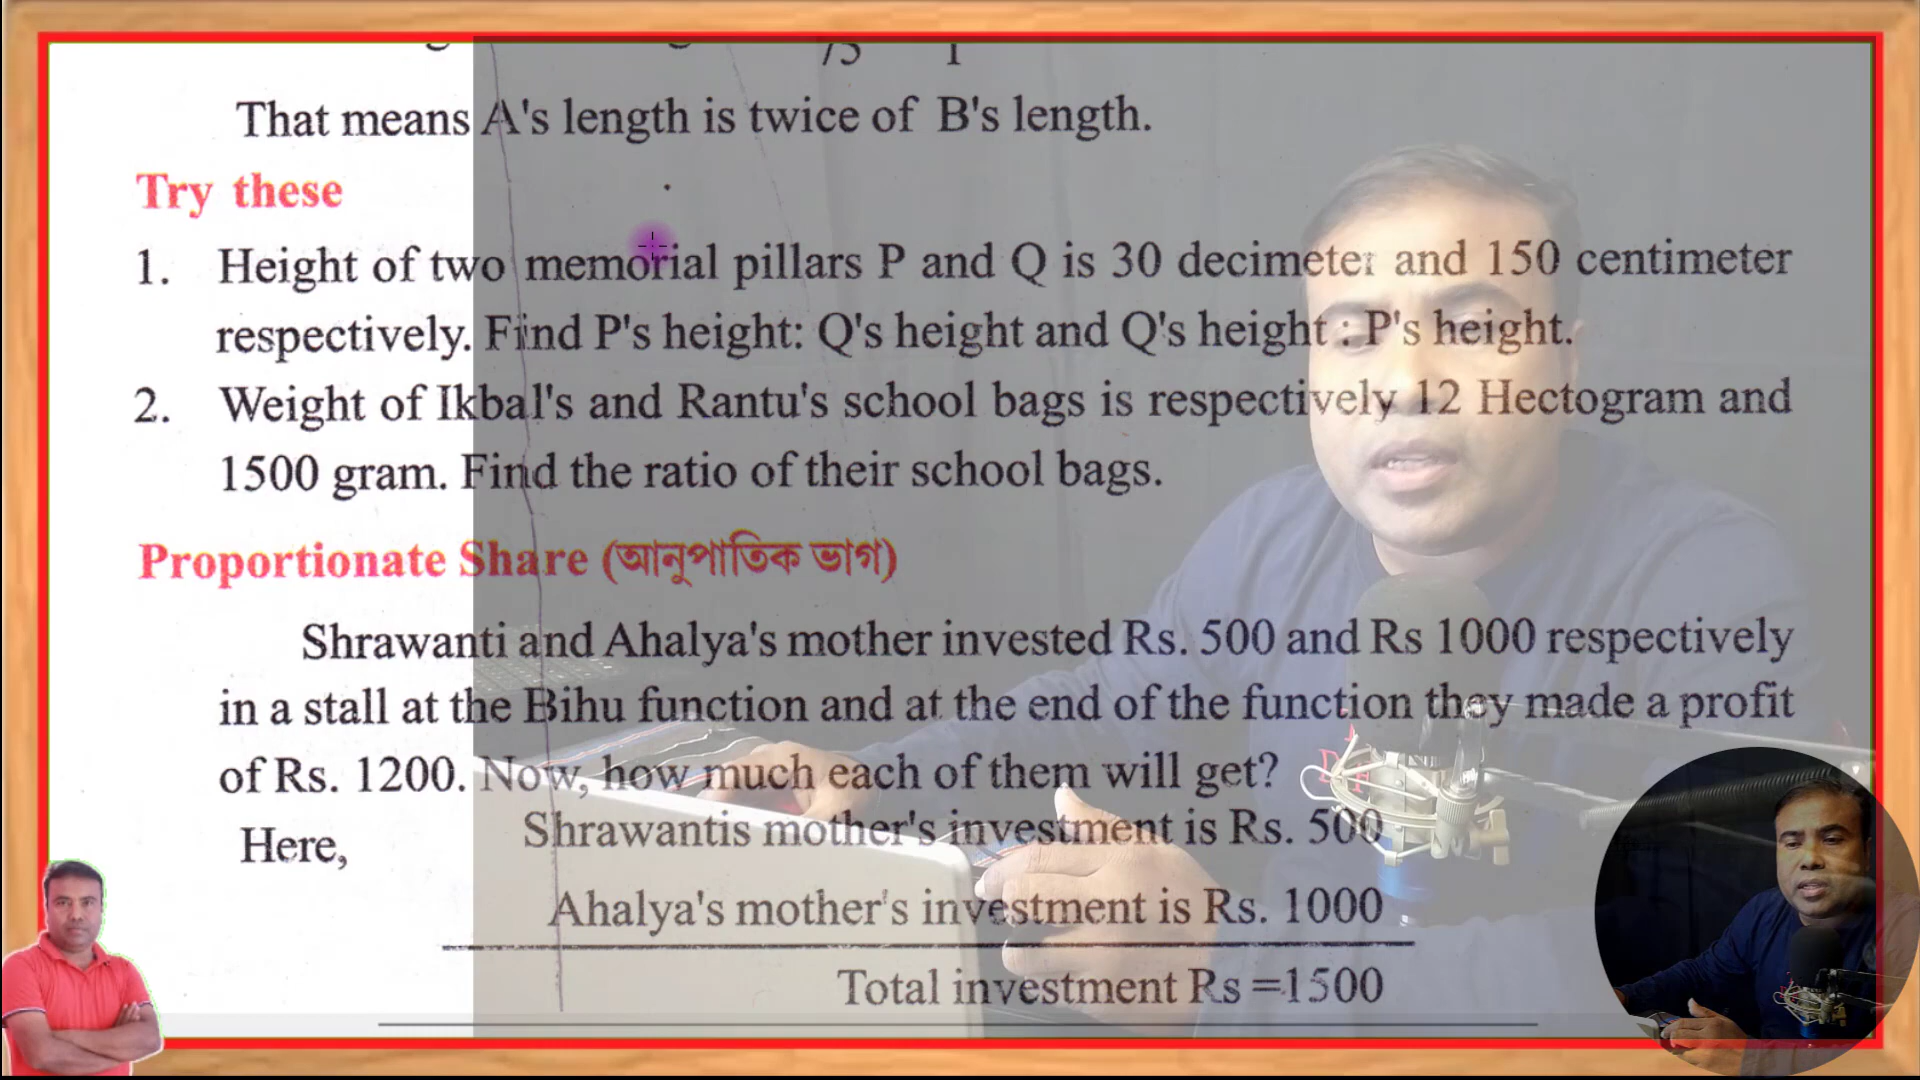 That means A's length is twice of B's length.
Try these
1. Height of two memorial pillars P and Q is 30 decimeter and 150 centimeter
respectively. Find P's height: Q's height and Q's height : P's height.
2. Weight of Ikbal's and Rantu's school bags is respectively 12 Hectogram and
1500 gram. Find the ratio of their school bags.
Proportionate Share (আনুপাতিক ভাগ)
Shrawanti and Ahalya's mother invested Rs. 500 and Rs 1000 respectively
in a stall at the Bihu function and at the end of the function they made a profit
of Rs. 1200. Now, how much each of them will get?
Here, Shrawantis mother's investment is Rs. 500
Ahalya's mother's investment is Rs. 1000
Total investment Rs =1500